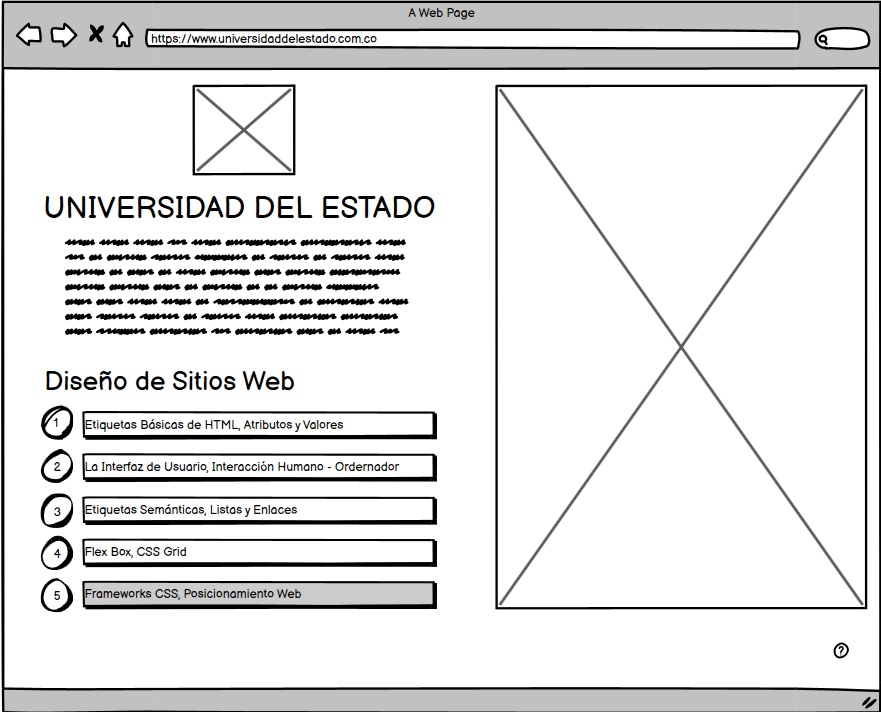 A Web Page
https://www.universidaddelestado.com.co
UNIVERSIDAD DEL ESTADO
Diseño de Sitios Web
1 Etiquetas Básicas de HTML, Atributos y Valores
2 La Interfaz de Usuario, Interacción Humano - Ordernador
3 Etiquetas Semánticas, Listas y Enlaces
4 Flex Box, CSS Grid
5 Frameworks CSS, Posicionamiento Web
?